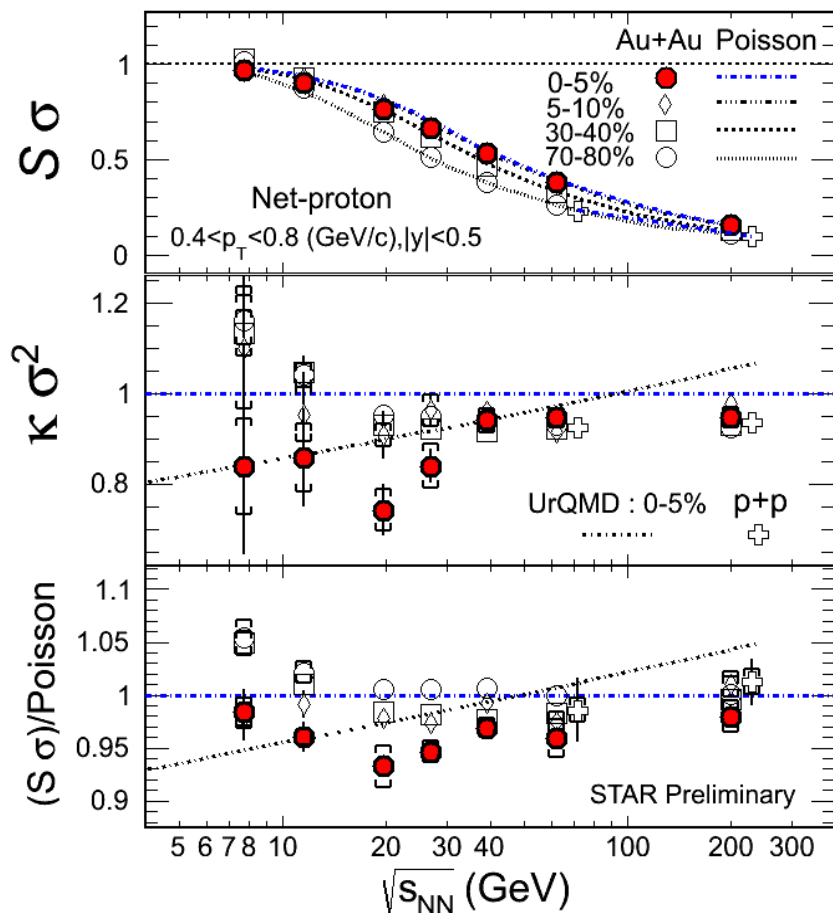 Au+Au Poisson
0-5%
5-10%
30-40%
70-80%
S σ
1
0.5
0
Net-proton
0.4<p_T<0.8 (GeV/c),|y|<0.5
κ σ²
1.2
1
0.8
UrQMD : 0-5% p+p
(S σ)/Poisson
1.1
1.05
1
0.95
0.9
STAR Preliminary
5 6 7 8 10 20 30 40 100 200 300
√s_NN (GeV)